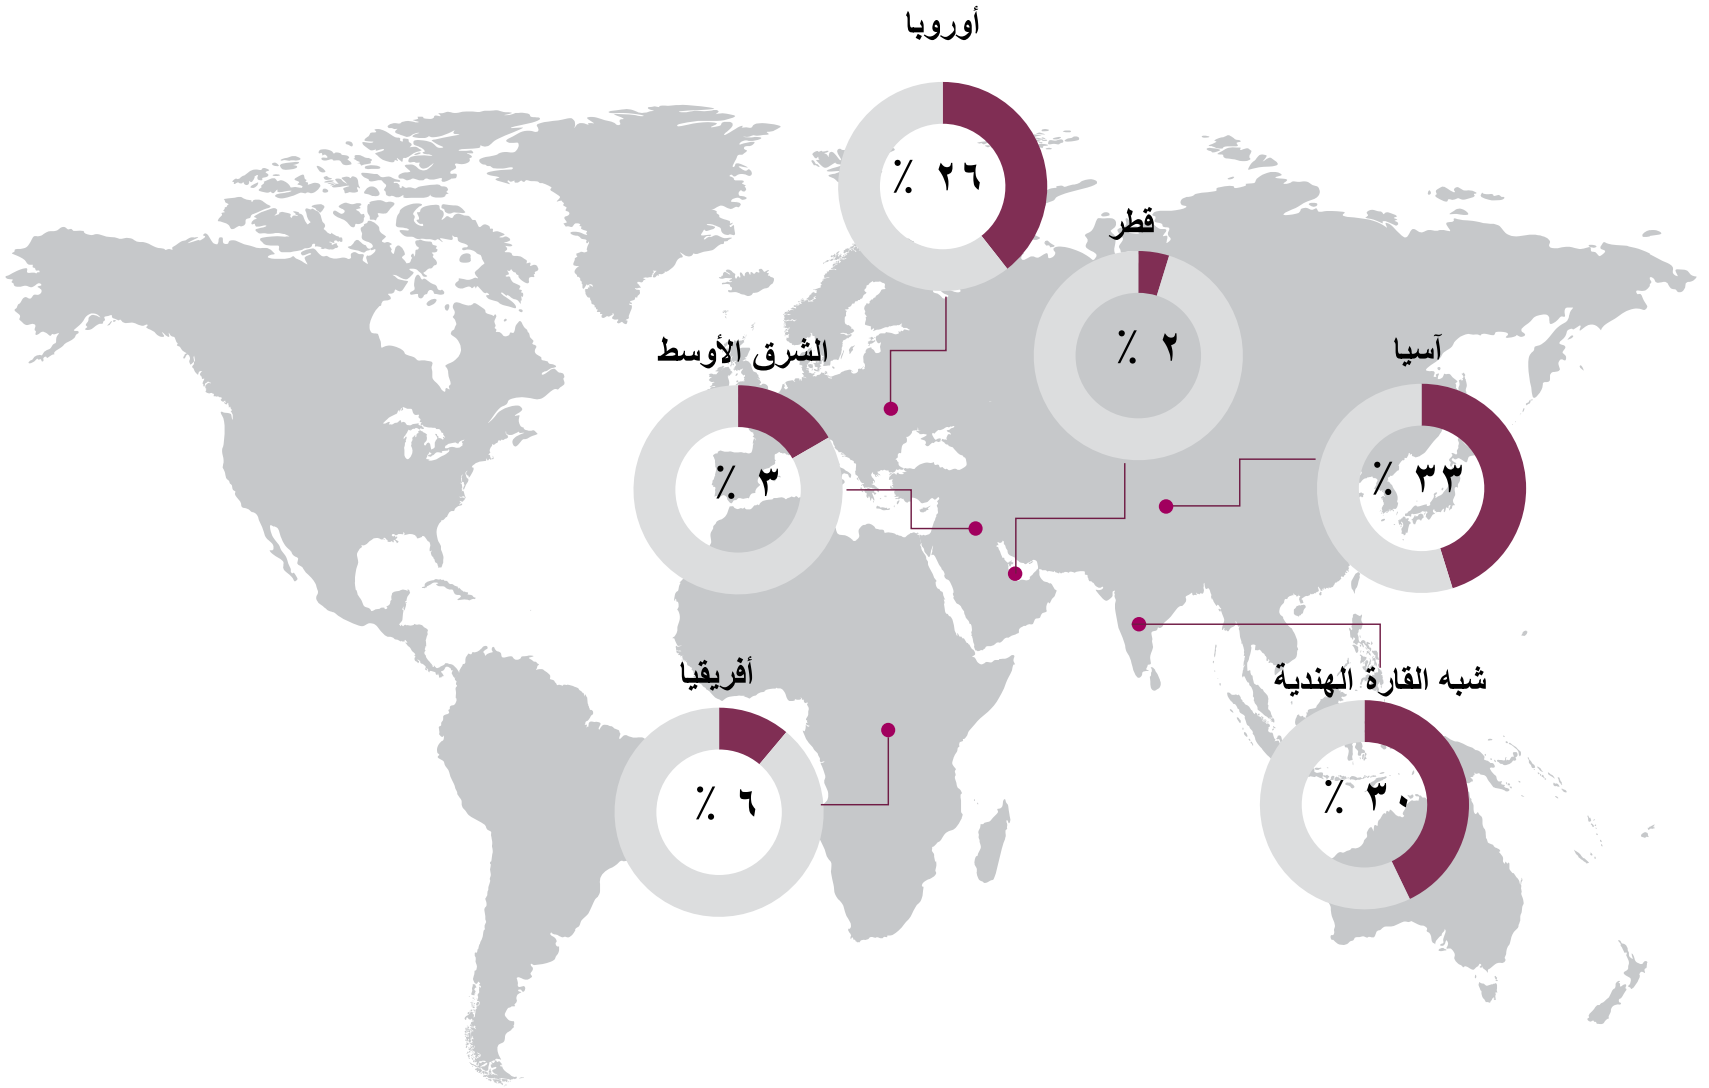 أوروبا
٢٦ ٪
قطر
٢ ٪
الشرق الأوسط
٣ ٪
آسيا
٣٣ ٪
أفريقيا
٦ ٪
شبه القارة الهندية
٣٠ ٪